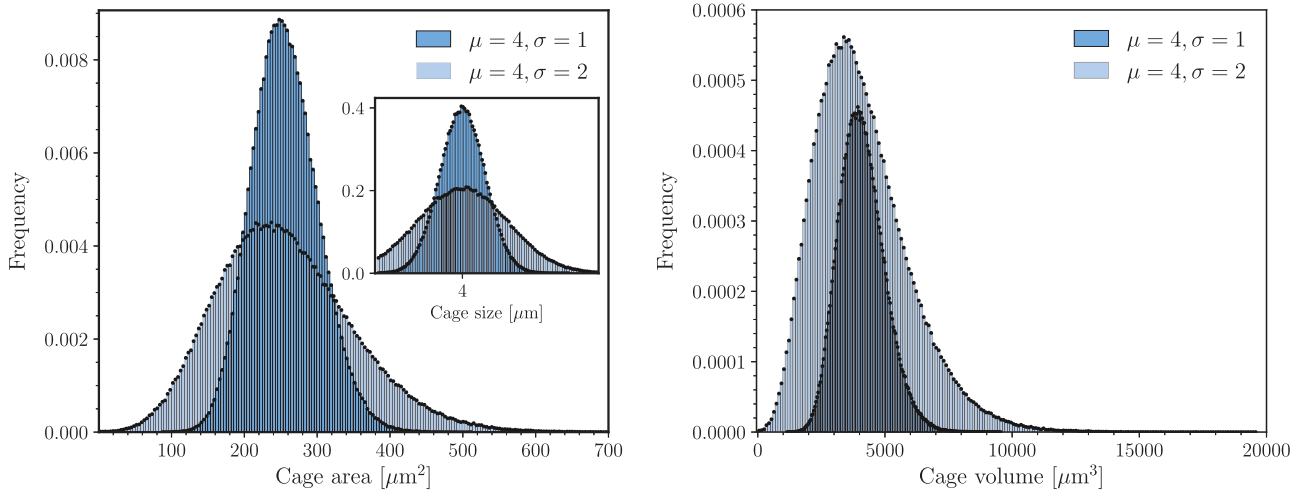 0.008
0.006
0.004
0.002
0.000
Frequency
100 200 300 400 500 600 700
Cage area [μm²]
μ = 4, σ = 1
μ = 4, σ = 2
0.4
0.2
0.0
4
Cage size [μm]
0.0006
0.0005
0.0004
0.0003
0.0002
0.0001
0.0000
Frequency
0 5000 10000 15000 20000
Cage volume [μm³]
μ = 4, σ = 1
μ = 4, σ = 2